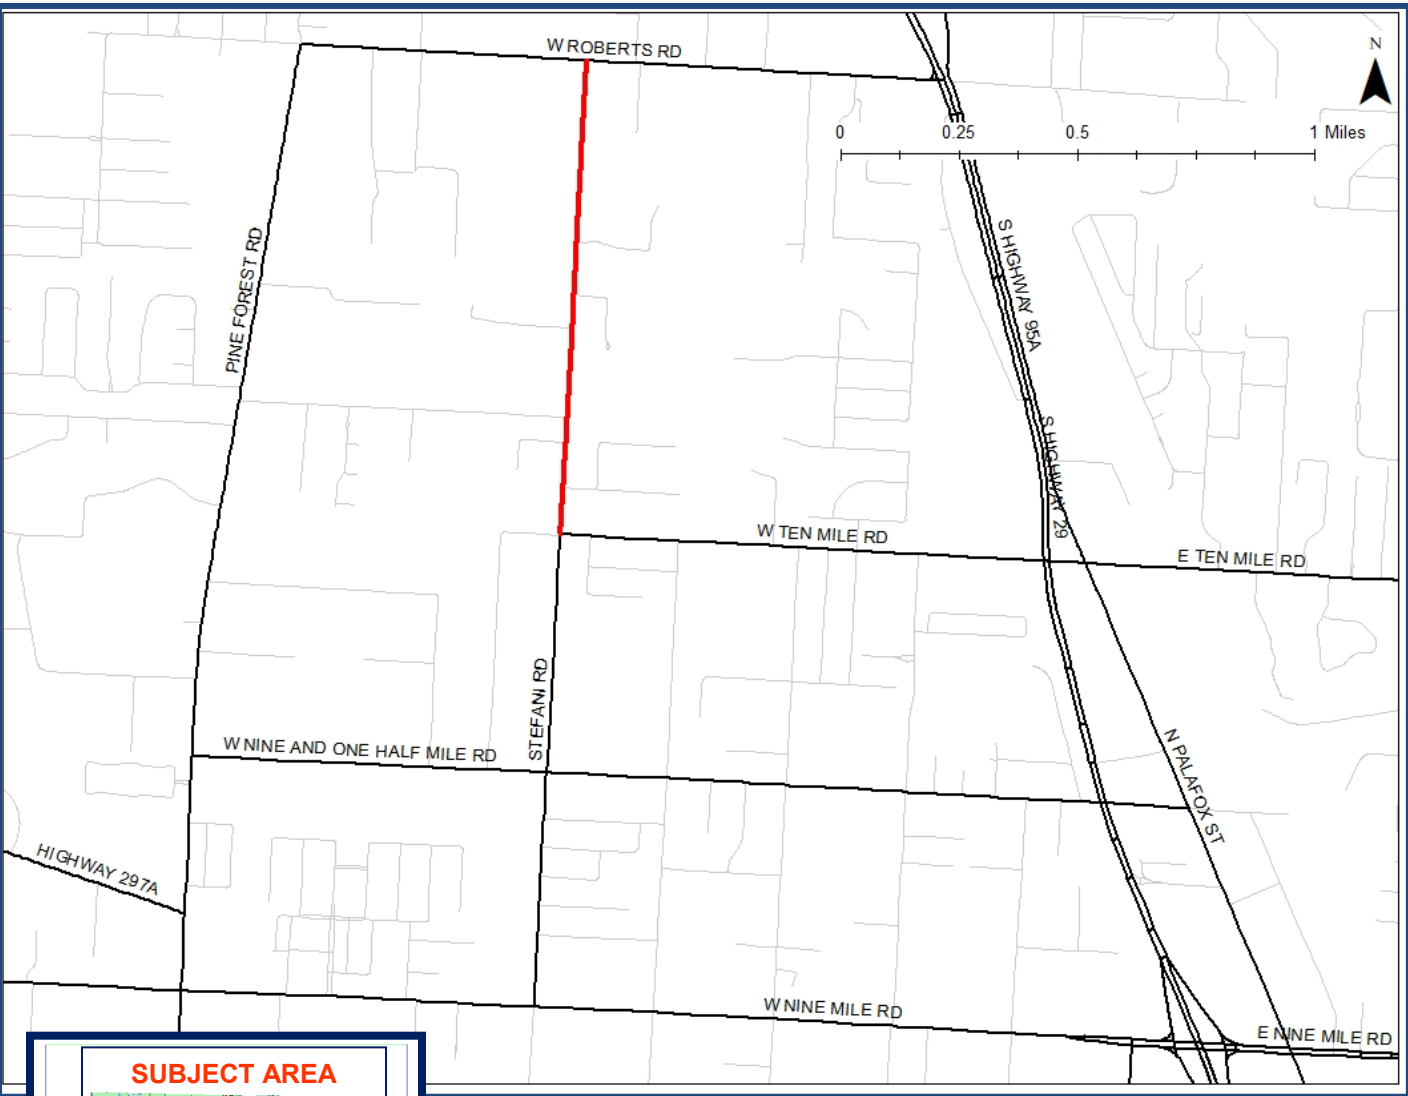 W ROBERTS RD
N
0 0.25 0.5 1 Miles
PINE FOREST RD
S HIGHWAY 95A
S HIGHWAY 29
W TEN MILE RD
E TEN MILE RD
STEFANI RD
W NINE AND ONE HALF MILE RD
N PALAFOX ST
HIGHWAY 297A
W NINE MILE RD
E NINE MILE RD
SUBJECT AREA